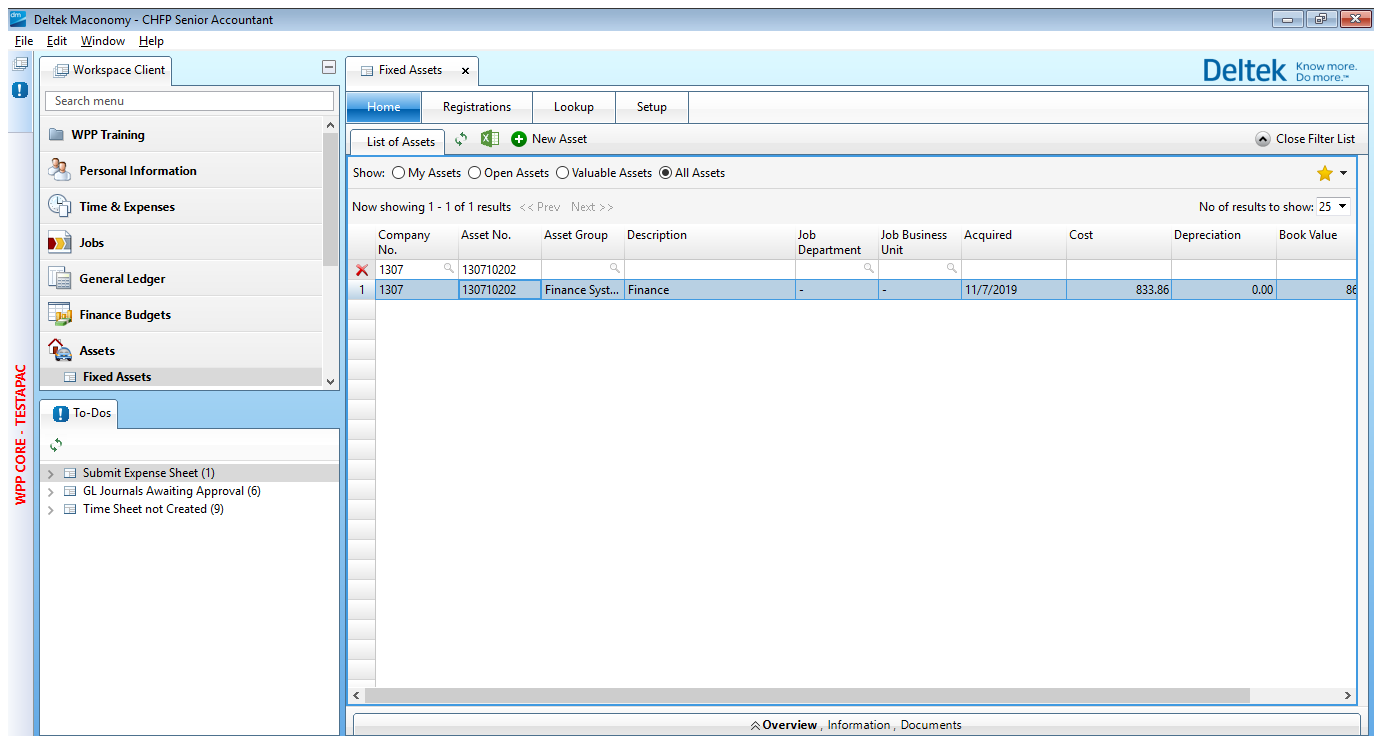 Deltek Maconomy - CHFP Senior Accountant
File Edit Window Help
Workspace Client
Search menu
WPP Training
Personal Information
Time & Expenses
Jobs
General Ledger
Finance Budgets
Assets
Fixed Assets
WPP CORE - TESTAPAC
To-Dos
Submit Expense Sheet (1)
GL Journals Awaiting Approval (6)
Time Sheet not Created (9)
Fixed Assets
Deltek Know more.
Do more.™
Home Registrations Lookup Setup
List of Assets New Asset Close Filter List
Show: My Assets Open Assets Valuable Assets All Assets
Now showing 1 - 1 of 1 results << Prev Next >> No of results to show: 25
Company No. Asset No. Asset Group Description Job Department Job Business Unit Acquired Cost Depreciation Book Value
1307 130710202
1 1307 130710202 Finance Syst... Finance - - 11/7/2019 833.86 0.00 86
Overview , Information , Documents